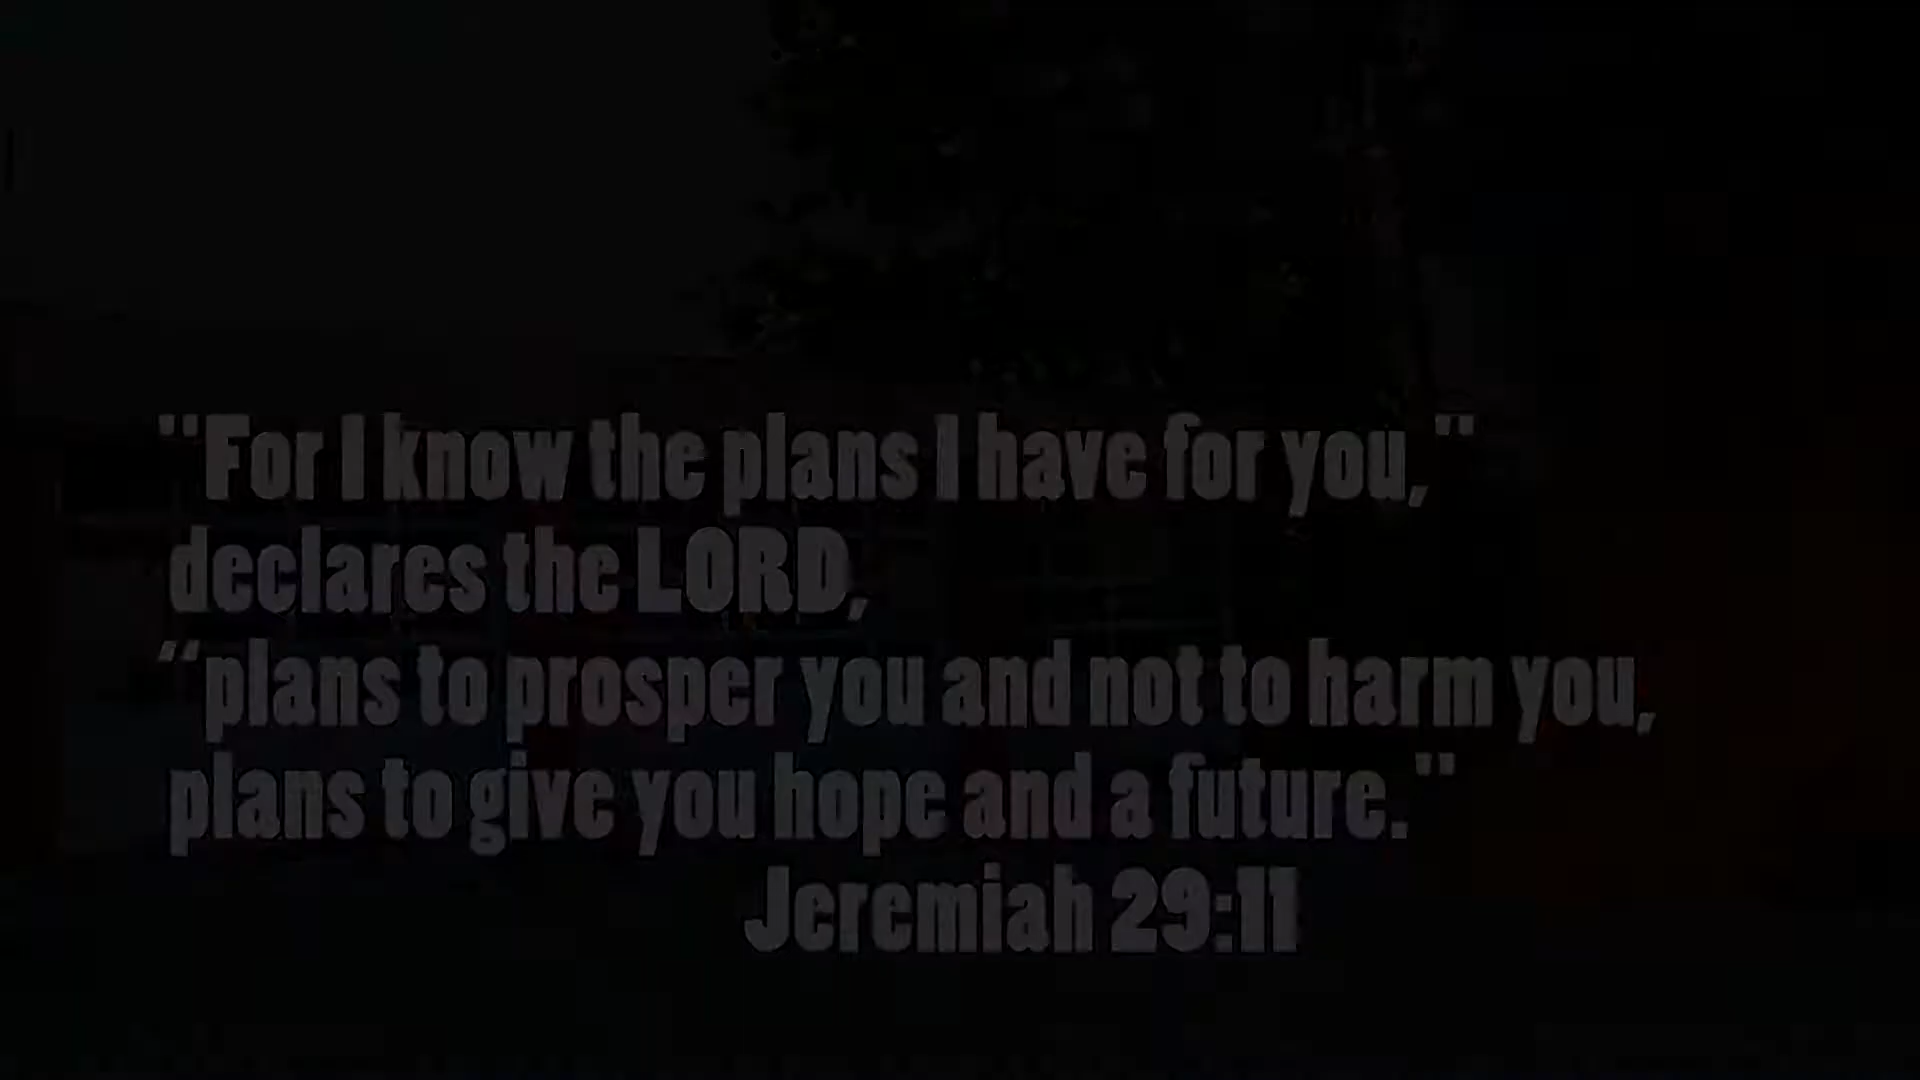 "For I know the plans I have for you,"
declares the LORD,
“plans to prosper you and not to harm you,
plans to give you hope and a future."
Jeremiah 29:11